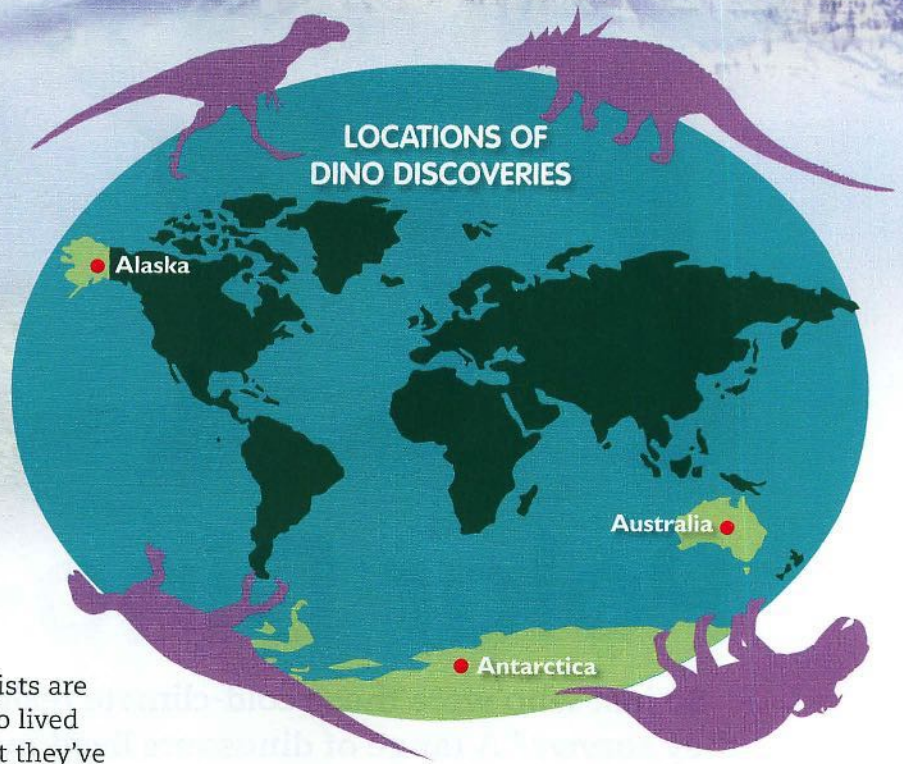 LOCATIONS OF
DINO DISCOVERIES
Alaska
Australia
Antarctica
ists are
o lived
t they've